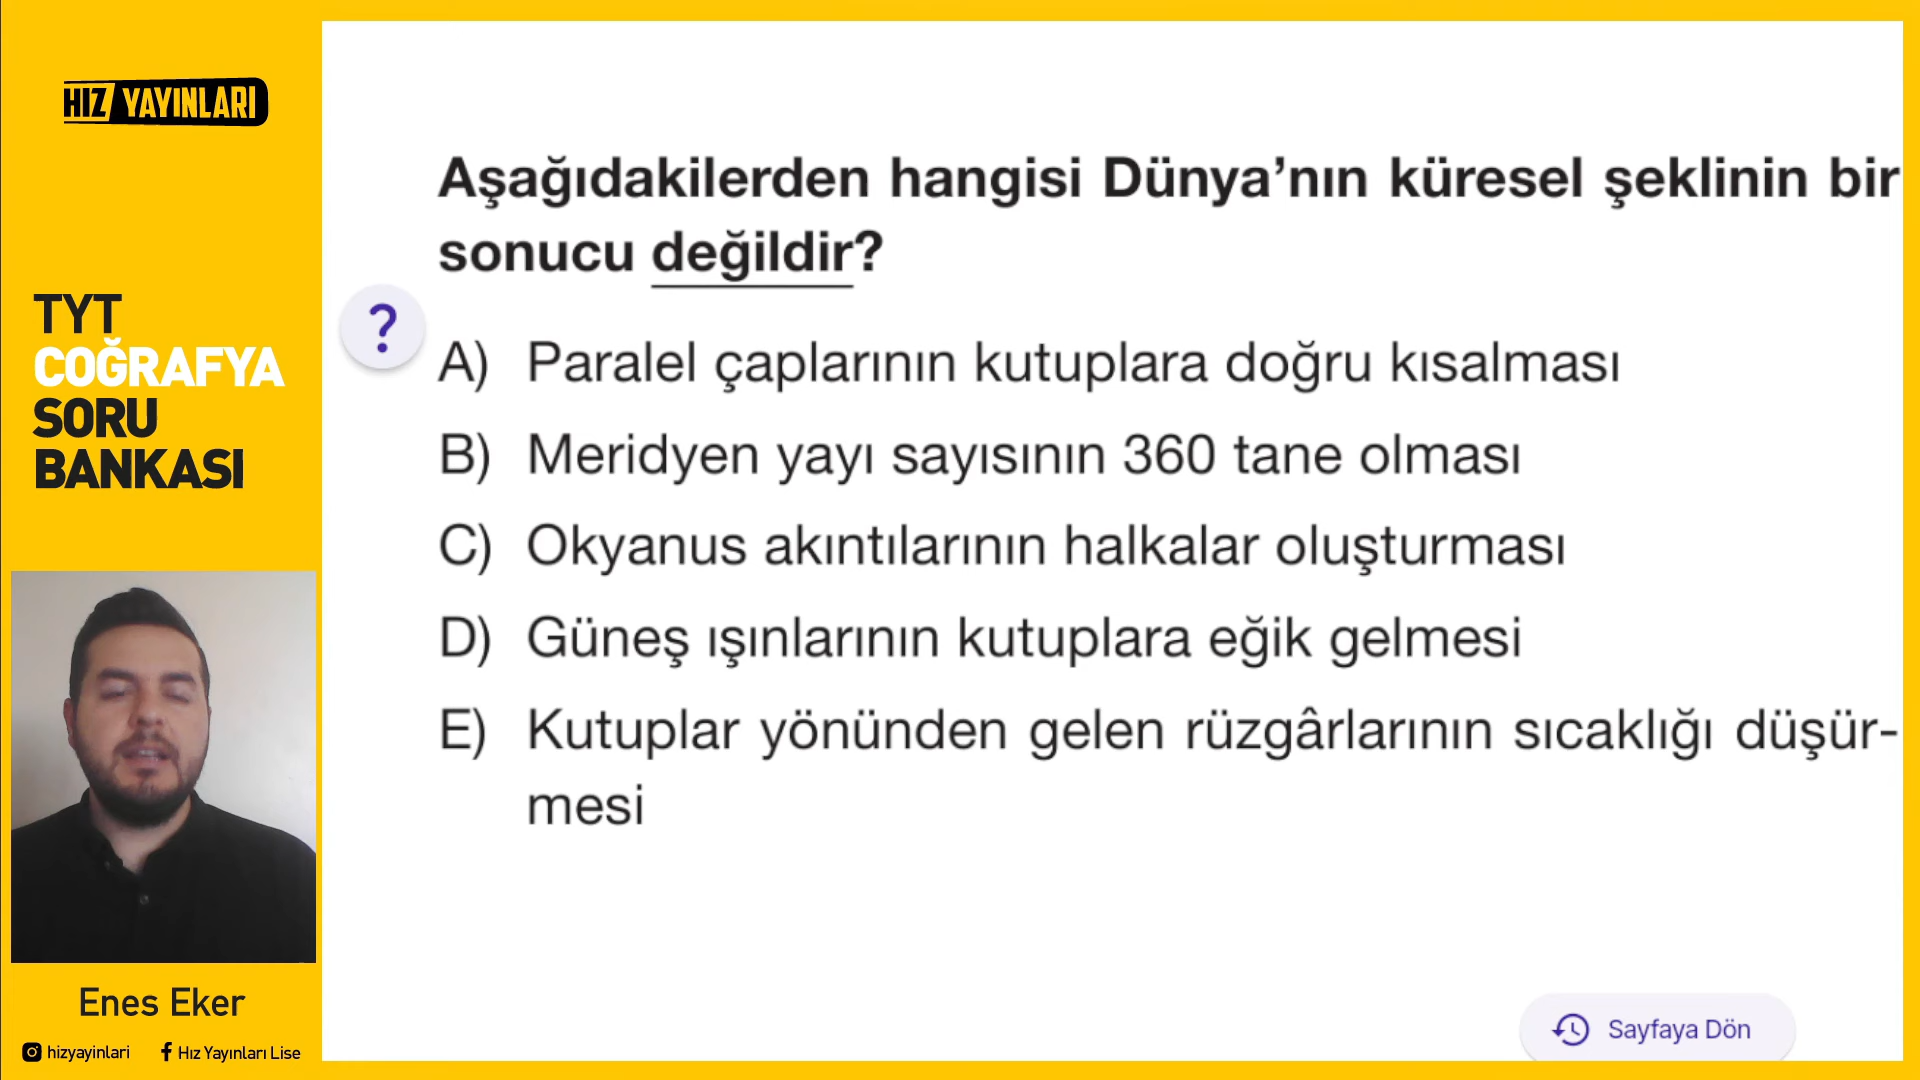 HIZ YAYINLARI
TYT
COĞRAFYA
SORU
BANKASI
Enes Eker
hizyayinlari
Hız Yayınları Lise
Aşağıdakilerden hangisi Dünya’nın küresel şeklinin bir
sonucu değildir?
?
A) Paralel çaplarının kutuplara doğru kısalması
B) Meridyen yayı sayısının 360 tane olması
C) Okyanus akıntılarının halkalar oluşturması
D) Güneş ışınlarının kutuplara eğik gelmesi
E) Kutuplar yönünden gelen rüzgârlarının sıcaklığı düşür-
mesi
Sayfaya Dön